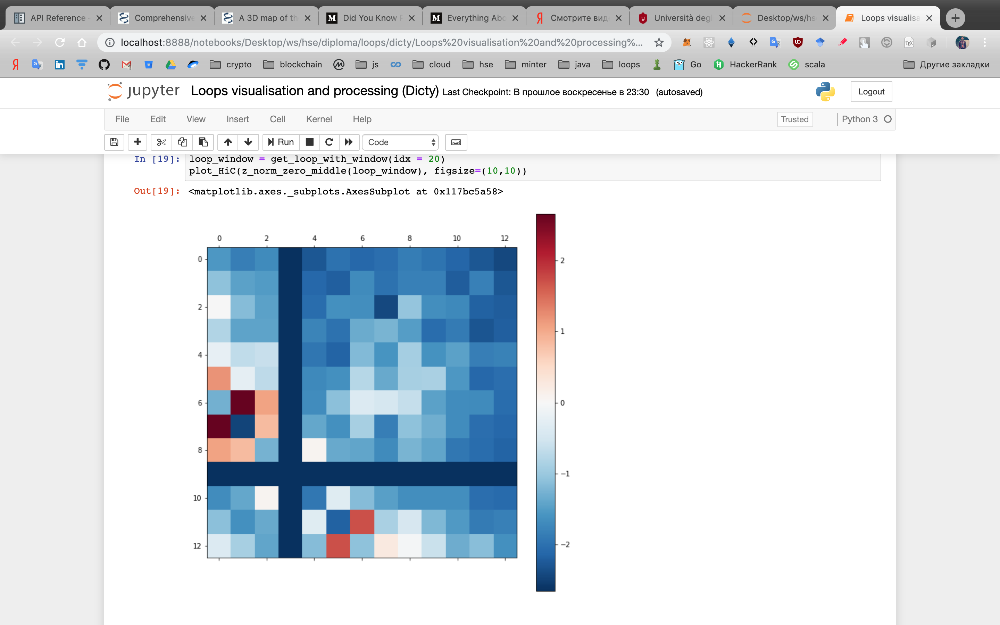 API Reference -
Comprehensive
A 3D map of th
Did You Know
Everything Abo
Смотрите вид
Università degl
Desktop/ws/hs
Loops visualisa
localhost:8888/notebooks/Desktop/ws/hse/diploma/loops/dicty/Loops%20visualisation%20and%20processing%...
Я in crypto blockchain js cloud hse minter java loops Go HackerRank scala Другие закладки
jupyter Loops visualisation and processing (Dicty) Last Checkpoint: В прошлое воскресенье в 23:30 (autosaved) Logout
File Edit View Insert Cell Kernel Help Trusted Python 3
Run Code
In [19]: loop_window = get_loop_with_window(idx = 20)
plot_HiC(z_norm_zero_middle(loop_window), figsize=(10,10))
Out[19]: <matplotlib.axes._subplots.AxesSubplot at 0x117bc5a58>
0 2 4 6 8 10 12
0
2
4
6
8
10
12
2
1
0
−1
−2